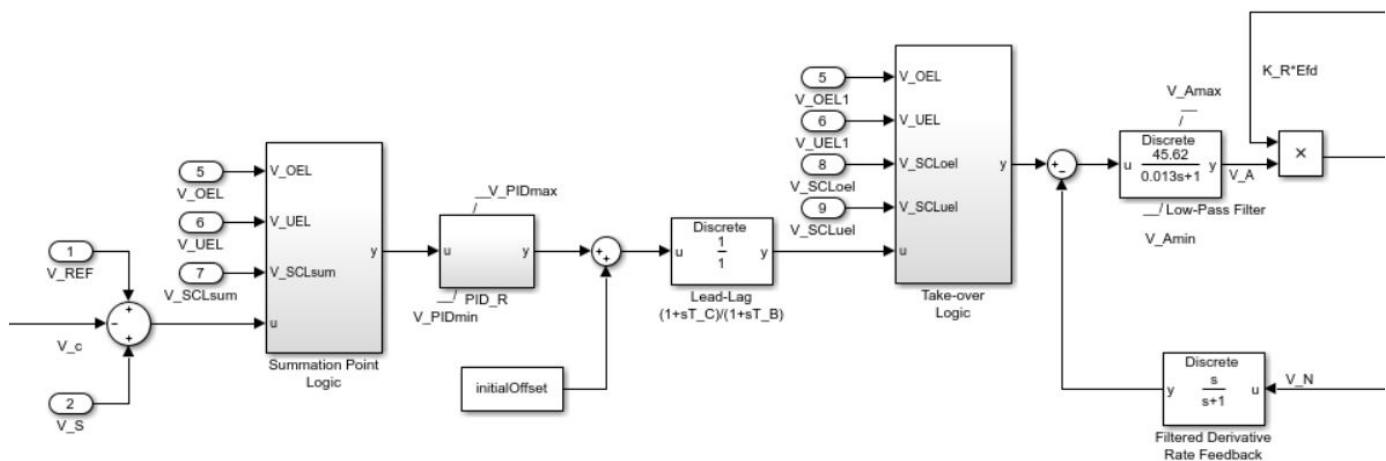 K_R*Efd
5
V_OEL1
6
V_UEL1
8
V_SCLoel
9
V_SCLuel
V_OEL
V_UEL
V_SCLoel
V_SCLuel
u
y
Take-over
Logic
V_Amax
Discrete
u
45.62
0.013s+1
y
V_A
Low-Pass Filter
V_Amin
×
5
V_OEL
6
V_UEL
7
V_SCLsum
1
V_REF
V_c
2
V_S
V_OEL
V_UEL
V_SCLsum
u
y
Summation Point
Logic
V_PIDmax
u
y
PID_R
V_PIDmin
initialOffset
Discrete
u
1
1
y
Lead-Lag
(1+sT_C)/(1+sT_B)
Discrete
y
s
s+1
u
V_N
Filtered Derivative
Rate Feedback